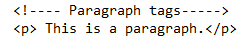 <!---- Paragraph tags----->
<p> This is a paragraph.</p>